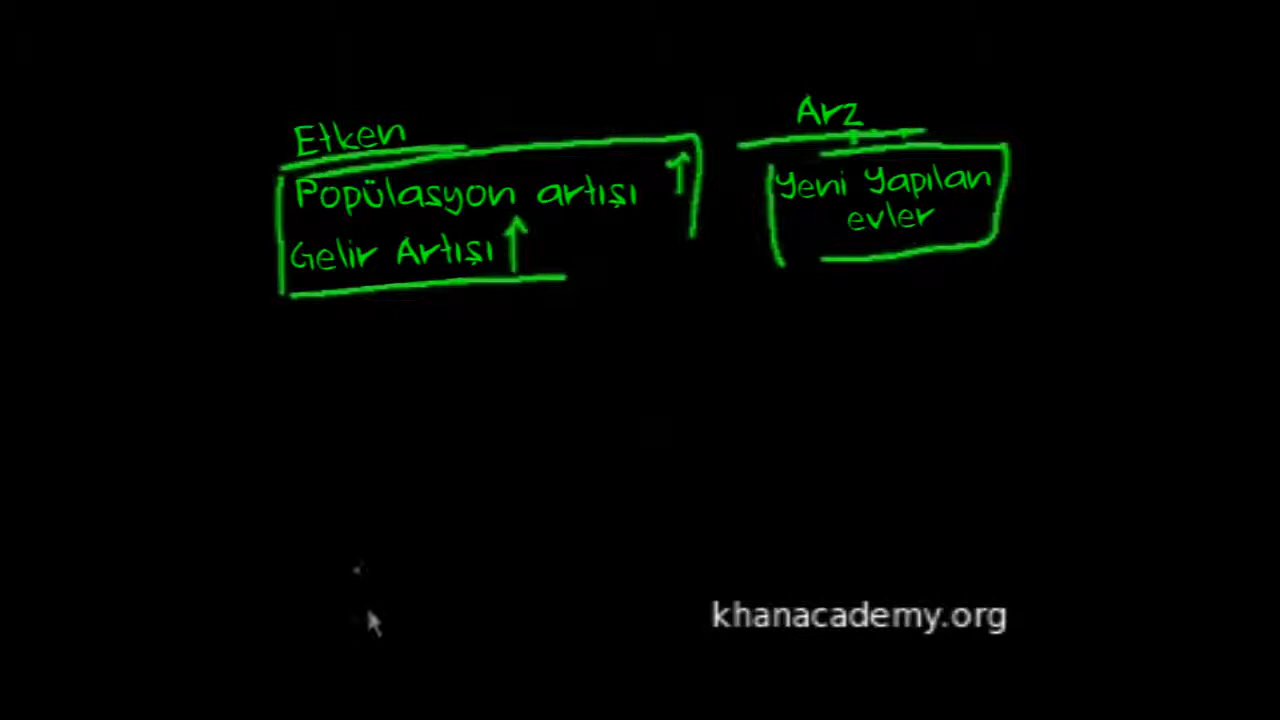 Etken
Popülasyon artışı ↑
Gelir Artışı ↑
Arz
Yeni Yapılan
evler
khanacademy.org